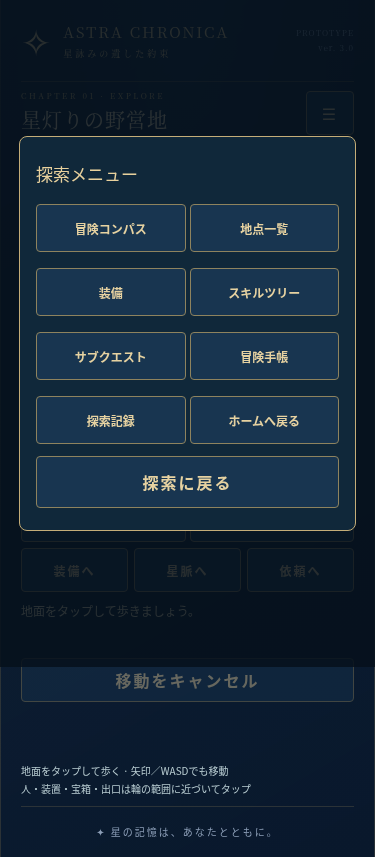 ASTRA CHRONICA
星詠みの遺した約束
PROTOTYPE
CHAPTER 01 EXPLORE
星灯りの野営地
探索メニュー
冒険コンパス
地点一覧
装備
スキルツリー
サブクエスト
冒険手帳
探索記録
ホームへ戻る
探索に戻る
装備へ
星脈へ
依頼へ
地面をタップして歩きましょう。
移動をキャンセル
地面をタップして歩く · 矢印／WASDでも移動
人・装置・宝箱・出口は輪の範囲に近づいてタップ
✦ 星の記憶は、あなたとともに。